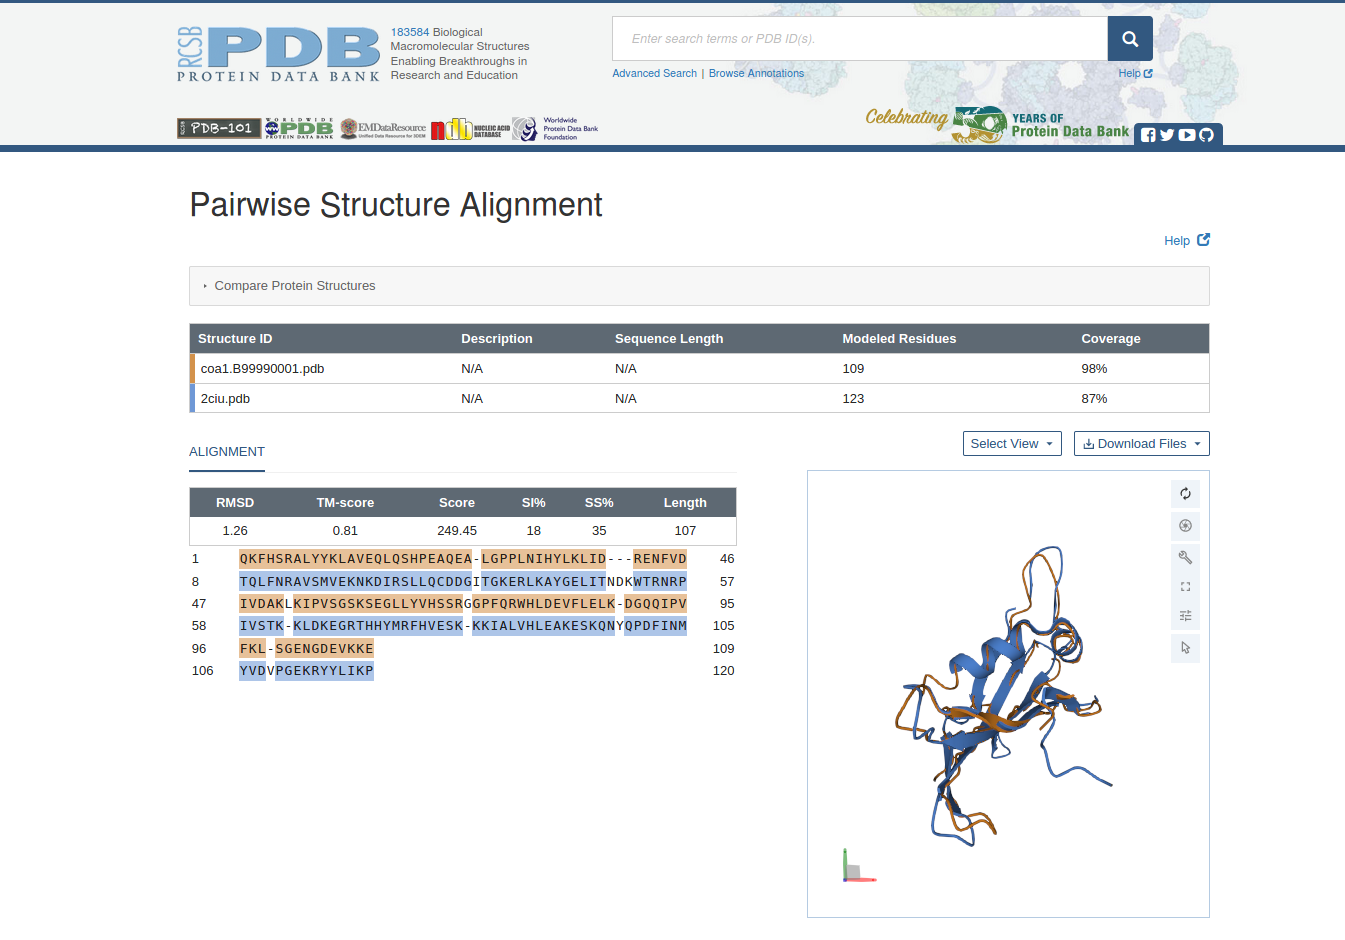 RCSB PDB
PROTEIN DATA BANK
183584 Biological
Macromolecular Structures
Enabling Breakthroughs in
Research and Education
Enter search terms or PDB ID(s).
Advanced Search | Browse Annotations
Help
PDB-101
WORLDWIDE
PDB
PROTEIN DATA BANK
EMDataResource
Unified Data Resource for 3DEM
ndb NUCLEIC ACID
DATABASE
Worldwide
Protein Data Bank
Foundation
Celebrating
YEARS OF
Protein Data Bank
Pairwise Structure Alignment
Help
Compare Protein Structures
Structure ID Description Sequence Length Modeled Residues Coverage
coa1.B99990001.pdb N/A N/A 109 98%
2ciu.pdb N/A N/A 123 87%
ALIGNMENT
Select View Download Files
RMSD TM-score Score SI% SS% Length
1.26 0.81 249.45 18 35 107
1 QKFHSRALYYKLAVEQLQSHPEAQEA-LGPPLNIHYLKLID---RENFVD 46
8 TQLFNRAVSMVEKNKDIRSLLQCDDGITGKERLKAYGELITNDKWTRNRP 57
47 IVDAKLKIPVSGSKSEGLLYVHSSRGGPFQRWHLDEVFLELK-DGQQIPV 95
58 IVSTK-KLDKEGRTHHYMRFHVESK-KKIALVHLEAKESKQNYQPDFINM 105
96 FKL-SGENGDEVKKE 109
106 YVDVPGEKRYYLIKP 120